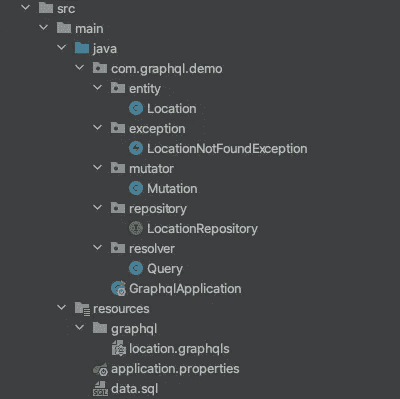 src
main
java
com.graphql.demo
entity
Location
exception
LocationNotFoundException
mutator
Mutation
repository
LocationRepository
resolver
Query
GraphqlApplication
resources
graphql
location.graphqls
application.properties
data.sql